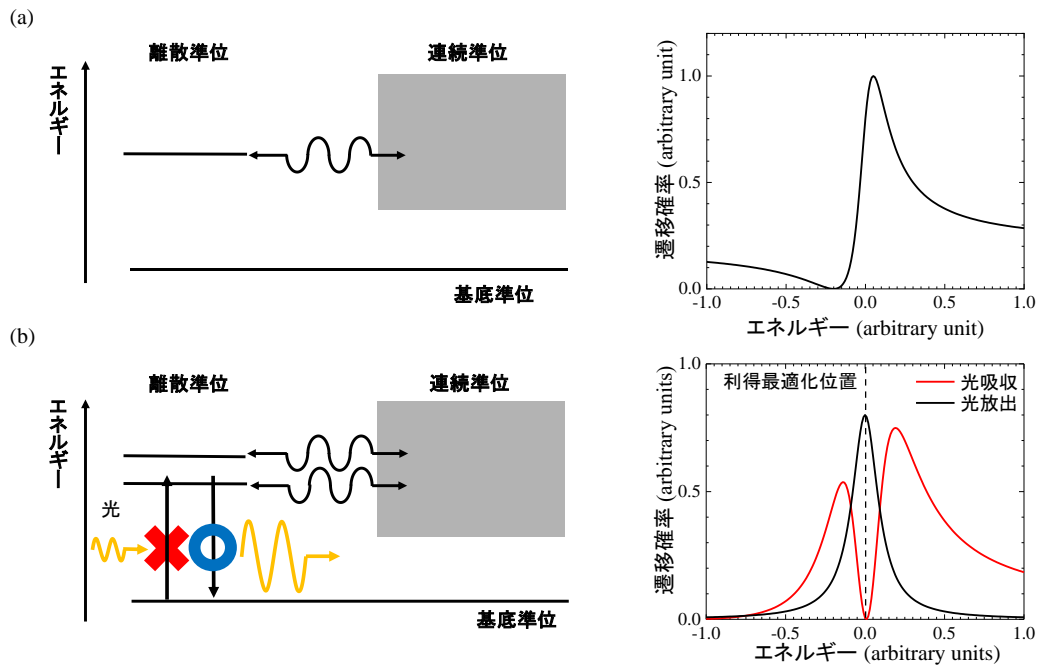 (a)
離散準位
連続準位
エネルギー
基底準位
遷移確率 (arbitrary unit)
1.0
0.5
0.0
-1.0
-0.5
0.0
0.5
1.0
エネルギー (arbitrary unit)
(b)
離散準位
連続準位
エネルギー
光
基底準位
利得最適化位置
光吸収
光放出
遷移確率 (arbitrary units)
1.0
0.5
0.0
-1.0
-0.5
0.0
0.5
1.0
エネルギー (arbitrary units)